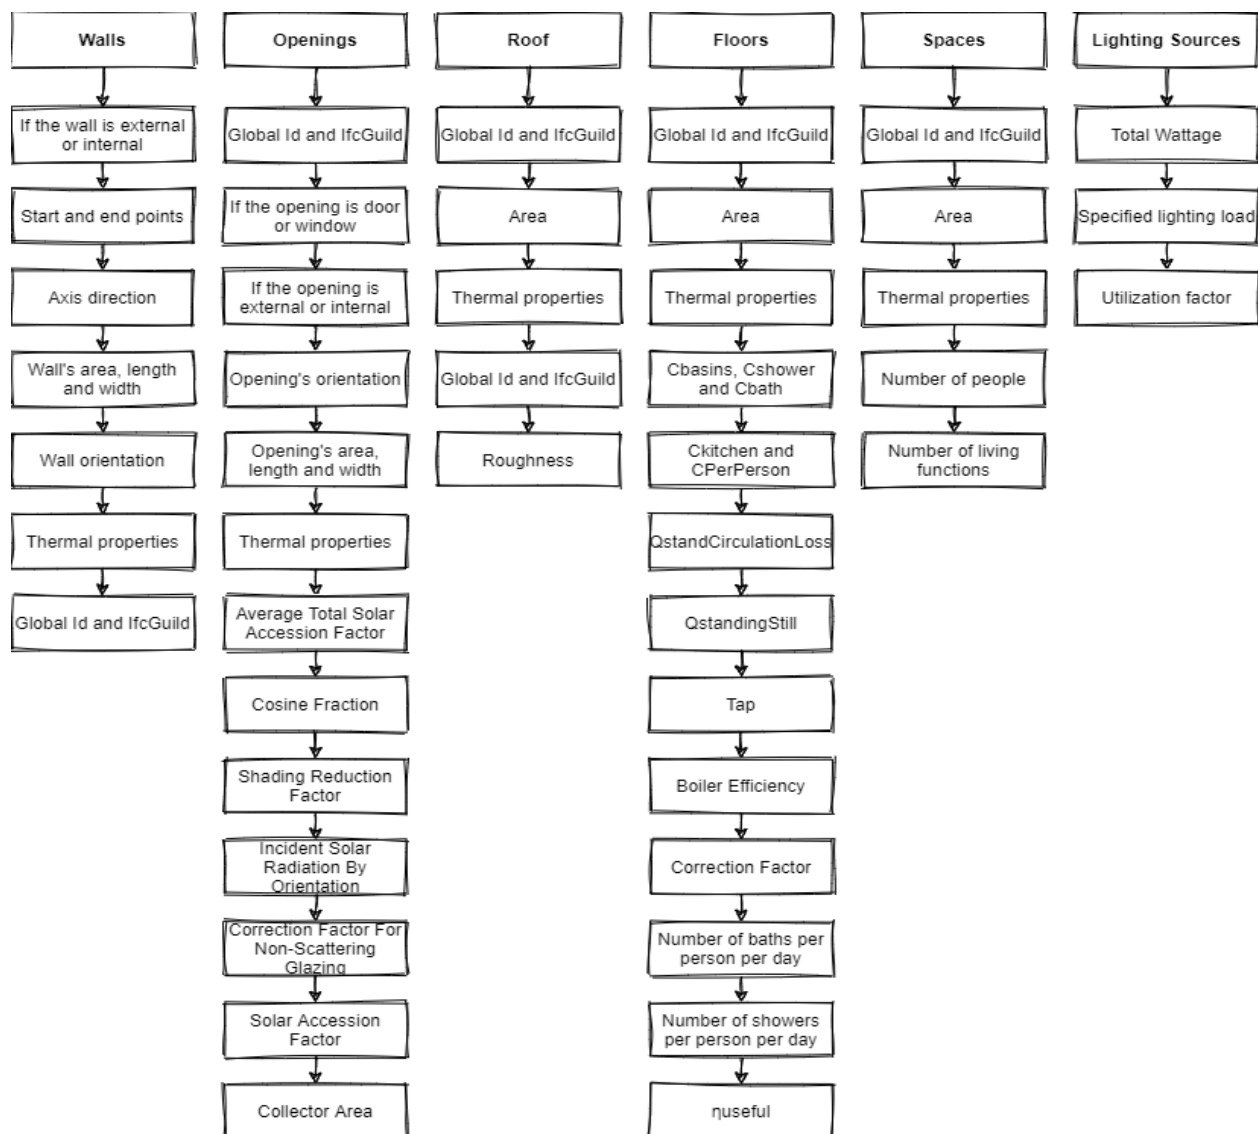 Walls
If the wall is external
or internal
Start and end points
Axis direction
Wall's area, length
and width
Wall orientation
Thermal properties
Global Id and IfcGuild
Openings
Global Id and IfcGuild
If the opening is door
or window
If the opening is
external or internal
Opening's orientation
Opening's area,
length and width
Thermal properties
Average Total Solar
Accession Factor
Cosine Fraction
Shading Reduction
Factor
Incident Solar
Radiation By
Orientation
Correction Factor For
Non-Scattering
Glazing
Solar Accession
Factor
Collector Area
Roof
Global Id and IfcGuild
Area
Thermal properties
Global Id and IfcGuild
Roughness
Floors
Global Id and IfcGuild
Area
Thermal properties
Cbasins, Cshower
and Cbath
Ckitchen and
CPerPerson
QstandCirculationLoss
QstandingStill
Tap
Boiler Efficiency
Correction Factor
Number of baths per
person per day
Number of showers
per person per day
ηuseful
Spaces
Global Id and IfcGuild
Area
Thermal properties
Number of people
Number of living
functions
Lighting Sources
Total Wattage
Specified lighting load
Utilization factor